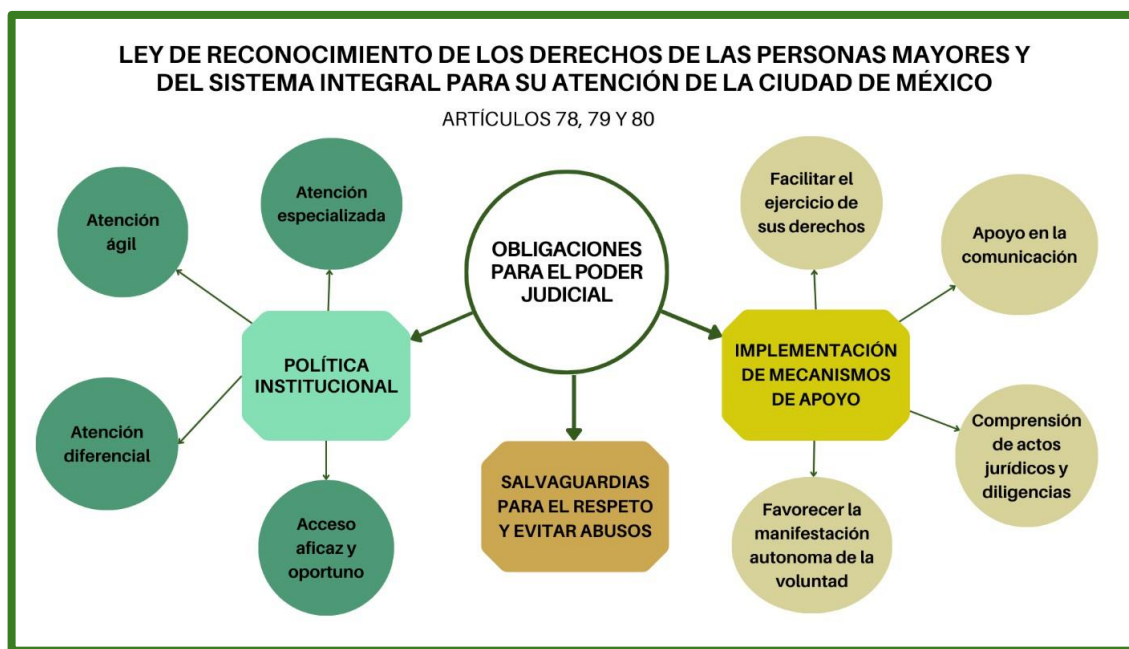 LEY DE RECONOCIMIENTO DE LOS DERECHOS DE LAS PERSONAS MAYORES Y
DEL SISTEMA INTEGRAL PARA SU ATENCIÓN DE LA CIUDAD DE MÉXICO
ARTÍCULOS 78, 79 Y 80
OBLIGACIONES
PARA EL PODER
JUDICIAL
POLÍTICA
INSTITUCIONAL
Atención
ágil
Atención
especializada
Atención
diferencial
Acceso
aficaz y
oportuno
SALVAGUARDIAS
PARA EL RESPETO
Y EVITAR ABUSOS
IMPLEMENTACIÓN
DE MECANISMOS
DE APOYO
Facilitar el
ejercicio de
sus derechos
Apoyo en la
comunicación
Comprensión
de actos
jurídicos y
diligencias
Favorecer la
manifestación
autonoma de la
voluntad